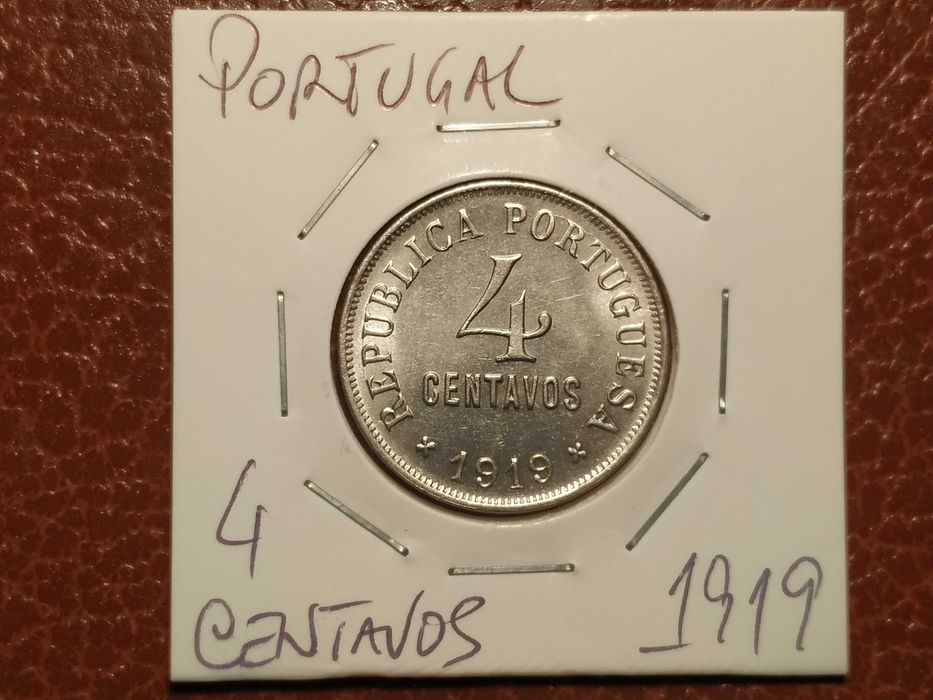 PORTUGAL
REPUBLICA PORTUGUESA
4
CENTAVOS
1919
4
CENTAVOS
1919